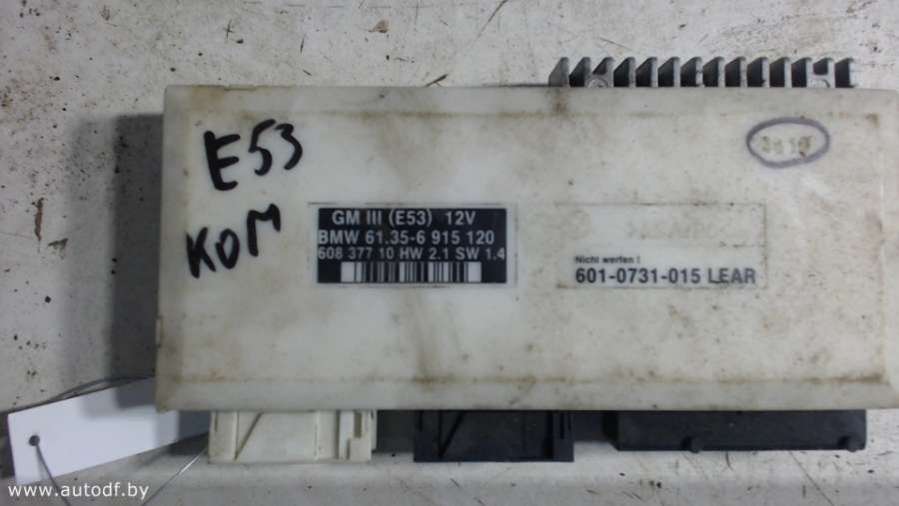 E53
КОМ
GM III (E53) 12V
BMW 61.35-6 915 120
608 377 10 HW 2.1 SW 1.4
Nicht werfen !
601-0731-015 LEAR
www.autodf.by